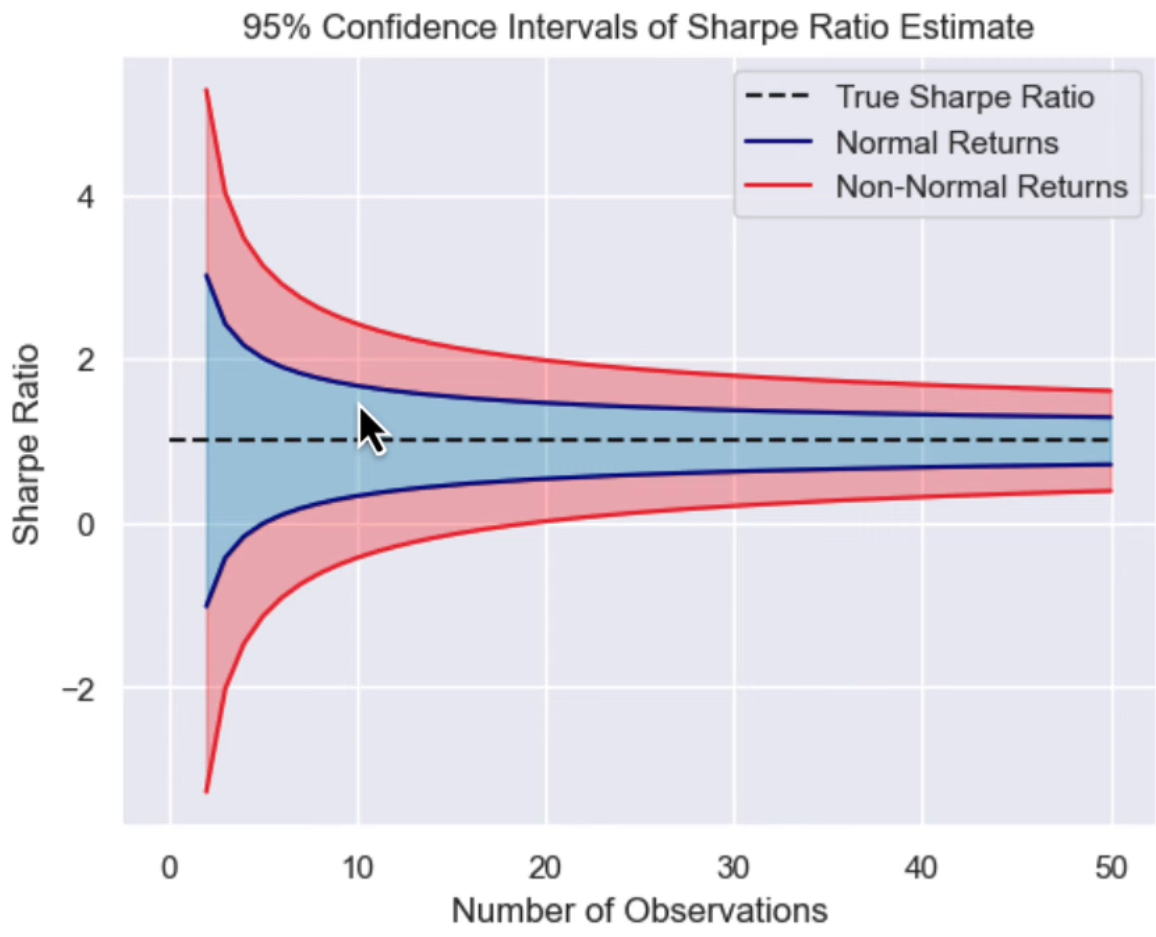 95% Confidence Intervals of Sharpe Ratio Estimate
True Sharpe Ratio
Normal Returns
Non-Normal Returns
Sharpe Ratio
4
2
0
−2
0 10 20 30 40 50
Number of Observations